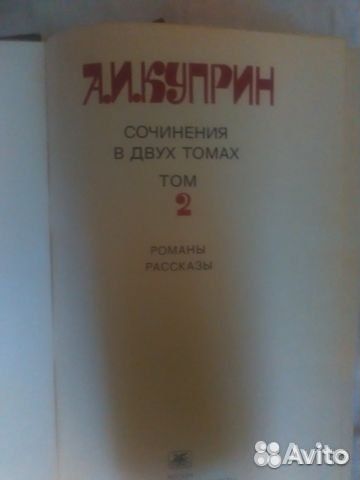 А.И.КУПРИН
СОЧИНЕНИЯ
В ДВУХ ТОМАХ
ТОМ
2
РОМАНЫ
РАССКАЗЫ
Avito